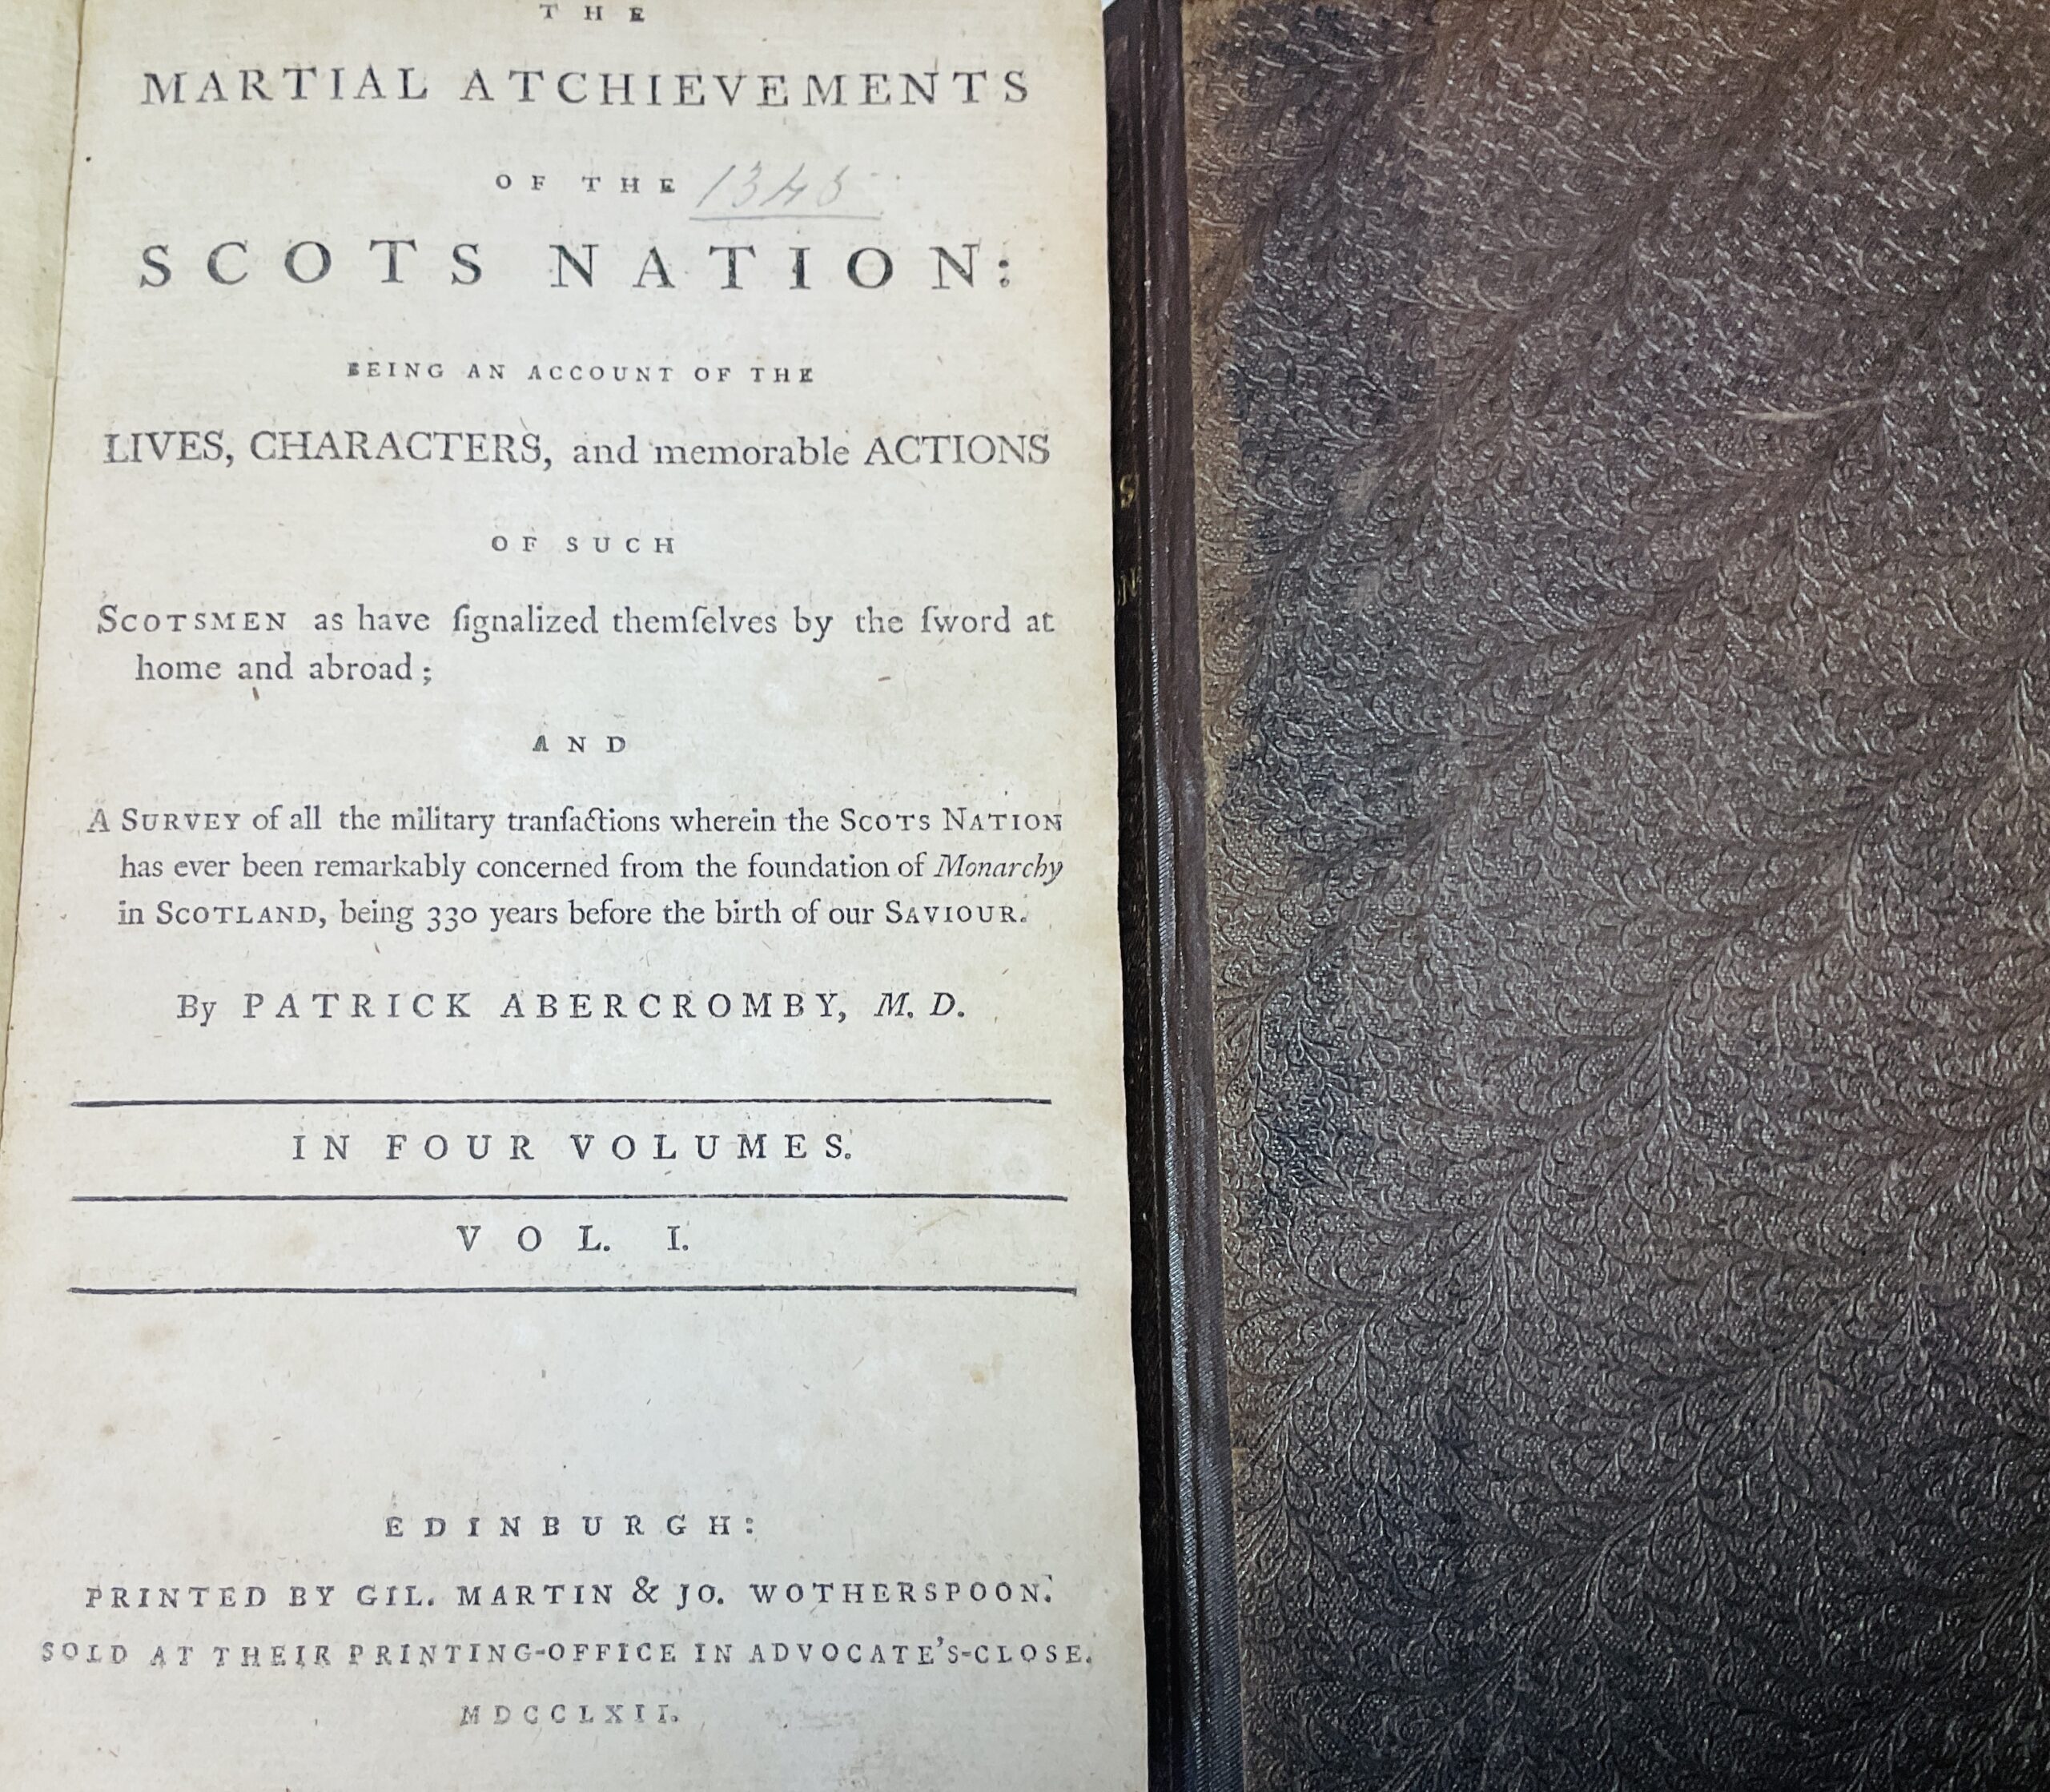 THE
MARTIAL ATCHIEVEMENTS
OF THE 1345
SCOTS NATION:
BEING AN ACCOUNT OF THE
LIVES, CHARACTERS, and memorable ACTIONS
OF SUCH
SCOTSMEN as have ſignalized themſelves by the ſword at
home and abroad;
AND
A SURVEY of all the military tranſactions wherein the SCOTS NATION
has ever been remarkably concerned from the foundation of Monarchy
in SCOTLAND, being 330 years before the birth of our SAVIOUR.
By PATRICK ABERCROMBY, M. D.
IN FOUR VOLUMES.
VOL. I.
EDINBURGH:
PRINTED BY GIL. MARTIN & JO. WOTHERSPOON.
SOLD AT THEIR PRINTING-OFFICE IN ADVOCATE'S-CLOSE.
MDCCLXII.